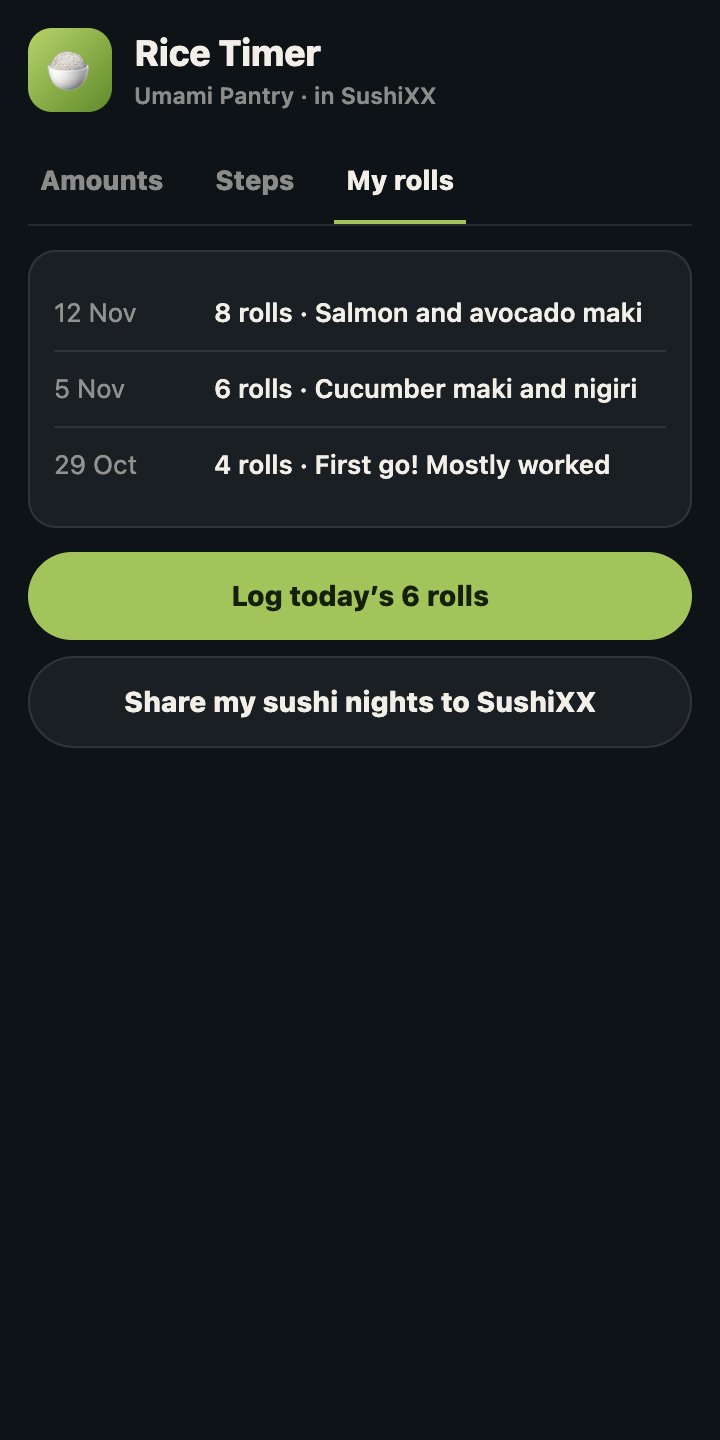 Rice Timer
Umami Pantry · in SushiXX
Amounts Steps My rolls
12 Nov 8 rolls · Salmon and avocado maki
5 Nov 6 rolls · Cucumber maki and nigiri
29 Oct 4 rolls · First go! Mostly worked
Log today’s 6 rolls
Share my sushi nights to SushiXX